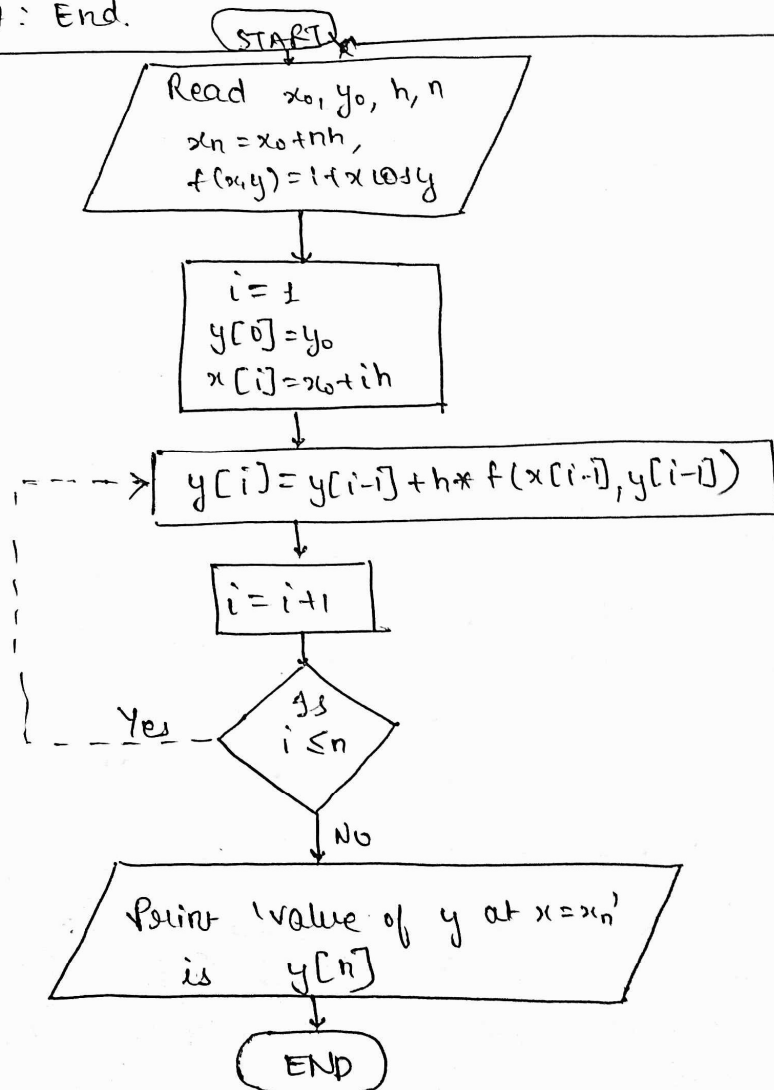 : End.
START
Read x₀, y₀, h, n
xn = x₀+nh,
f(x,y) = 1+x cosy
i = 1
y[0] = y₀
x[i] = x₀+ih
y[i] = y[i-1] + h* f(x[i-1], y[i-1])
i = i+1
Is
i ≤n
Yes
No
Print 'value of y at x = xn'
is y[n]
END